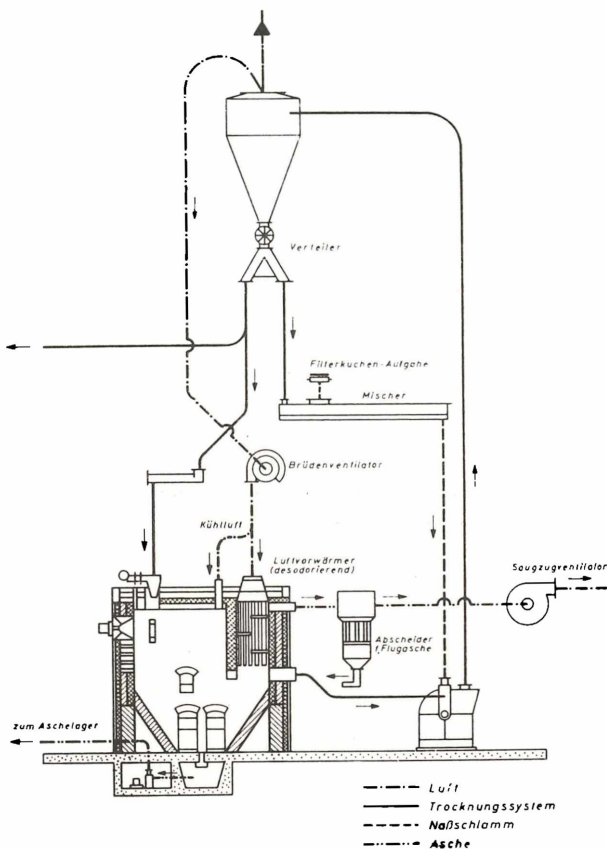 Verteiler
Filterkuchen-Aufgabe
Mischer
Brüdenventilator
Kühlluft
Luftvorwärmer
(desodorierend)
Saugzugventilator
Abscheider
f. Flugasche
zum Aschelager
Luft
Trocknungssystem
Naßschlamm
Asche